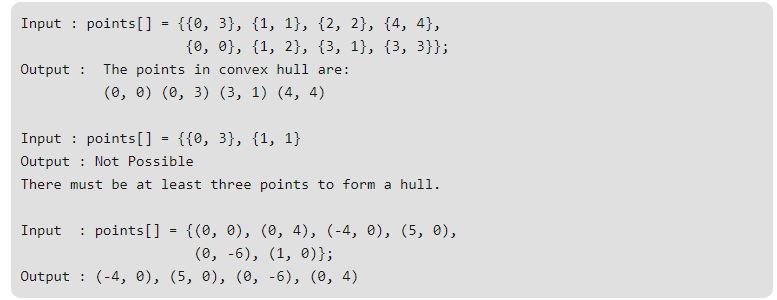 Input : points[] = {{0, 3}, {1, 1}, {2, 2}, {4, 4},
{0, 0}, {1, 2}, {3, 1}, {3, 3}};
Output :  The points in convex hull are:
(0, 0) (0, 3) (3, 1) (4, 4)
Input : points[] = {{0, 3}, {1, 1}
Output : Not Possible
There must be at least three points to form a hull.
Input  : points[] = {(0, 0), (0, 4), (-4, 0), (5, 0),
(0, -6), (1, 0)};
Output : (-4, 0), (5, 0), (0, -6), (0, 4)